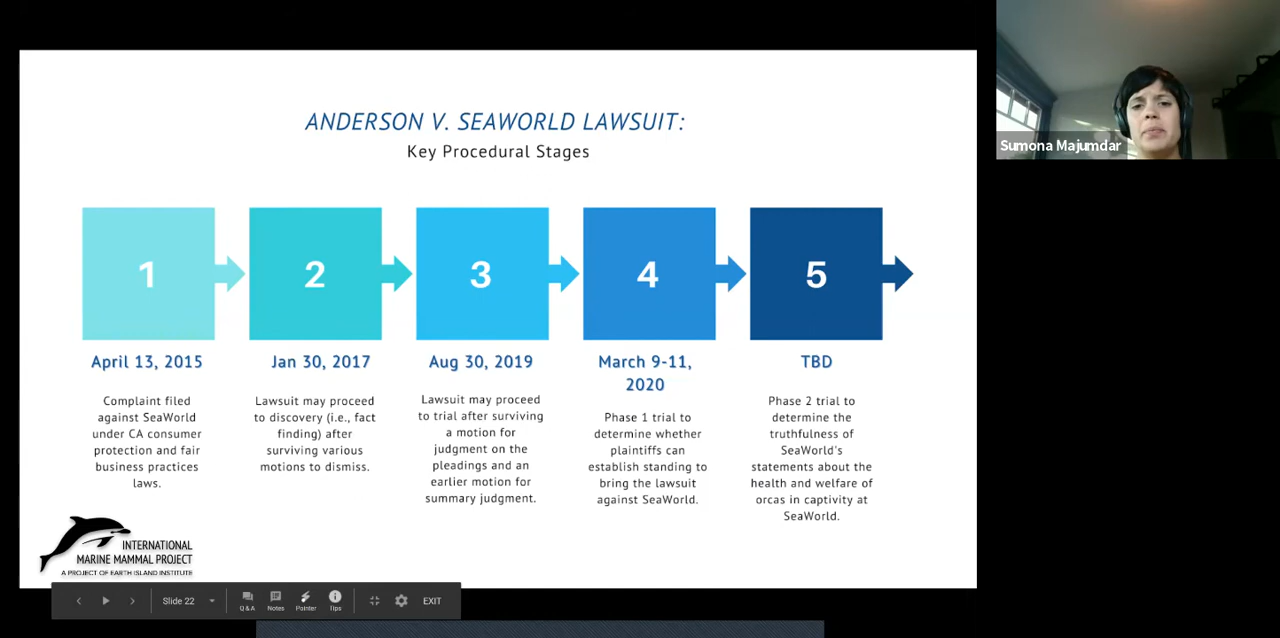 ANDERSON V. SEAWORLD LAWSUIT:
Key Procedural Stages
1
2
3
4
5
April 13, 2015
Complaint filed
against SeaWorld
under CA consumer
protection and fair
business practices
laws.
Jan 30, 2017
Lawsuit may proceed
to discovery (i.e., fact
finding) after
surviving various
motions to dismiss.
Aug 30, 2019
Lawsuit may proceed
to trial after surviving
a motion for
judgment on the
pleadings and an
earlier motion for
summary judgment.
March 9-11,
2020
Phase 1 trial to
determine whether
plaintiffs can
establish standing to
bring the lawsuit
against SeaWorld.
TBD
Phase 2 trial to
determine the
truthfulness of
SeaWorld's
statements about the
health and welfare of
orcas in captivity at
SeaWorld.
INTERNATIONAL
MARINE MAMMAL PROJECT
A PROJECT OF EARTH ISLAND INSTITUTE
Slide 22
Q & A
Notes
Pointer
Tips
EXIT
Sumona Majumdar